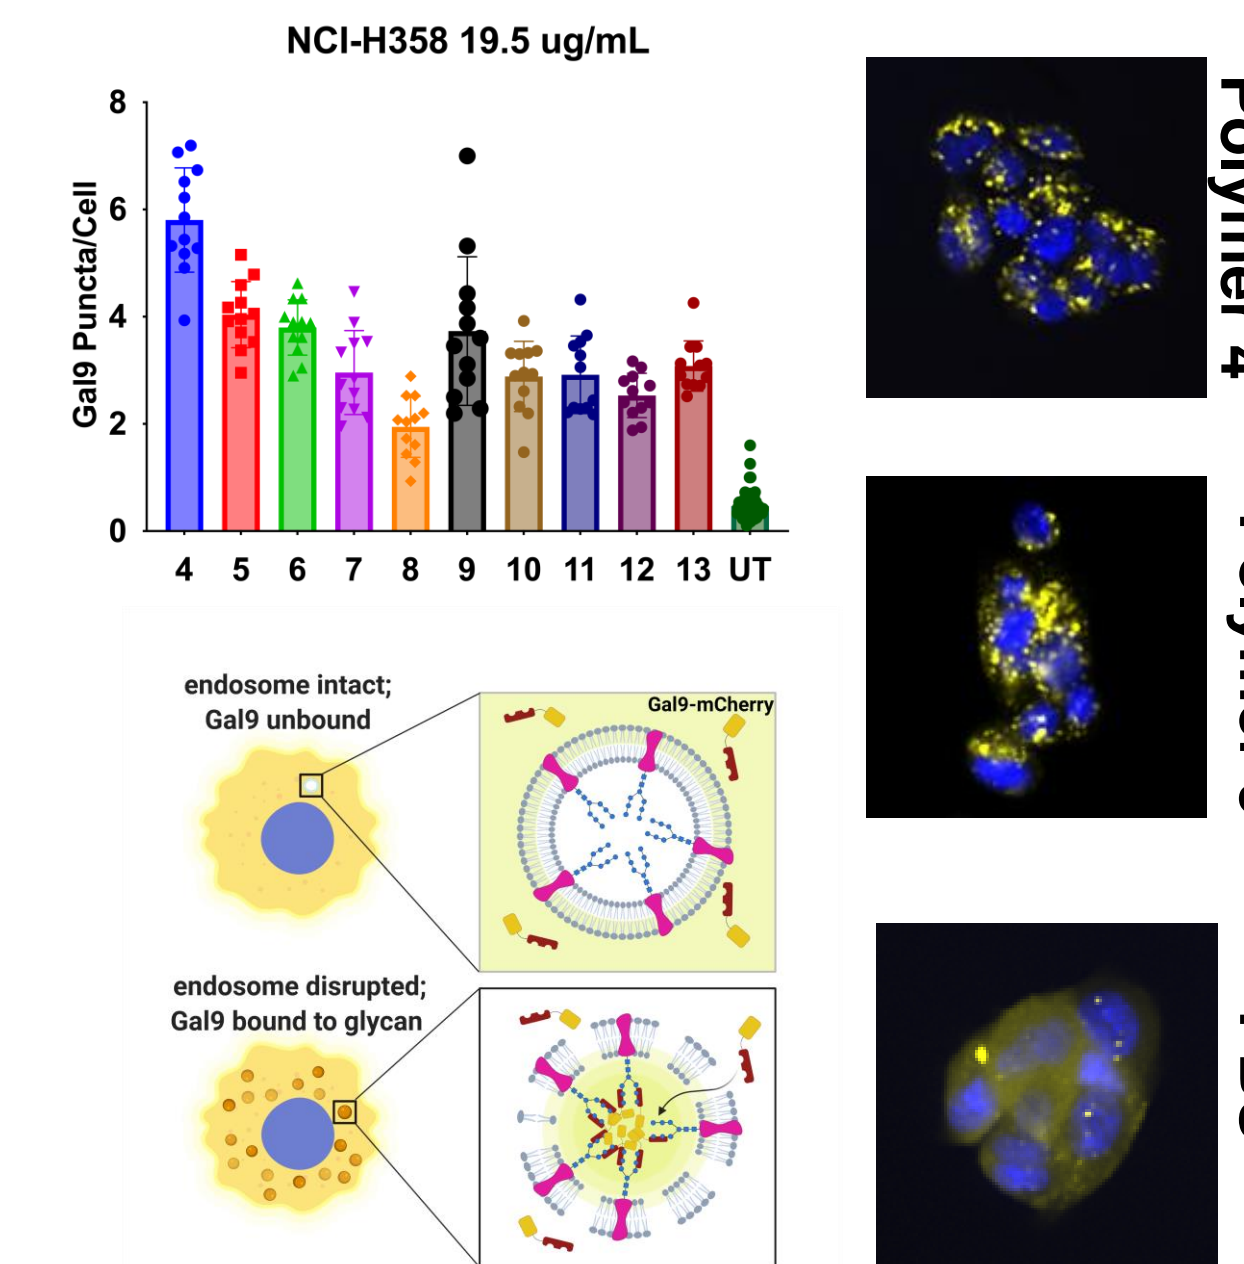 NCI-H358 19.5 ug/mL
Gal9 Puncta/Cell
8
6
4
2
0
4 5 6 7 8 9 10 11 12 13 UT
endosome intact;
Gal9 unbound
Gal9-mCherry
endosome disrupted;
Gal9 bound to glycan
Polymer 4